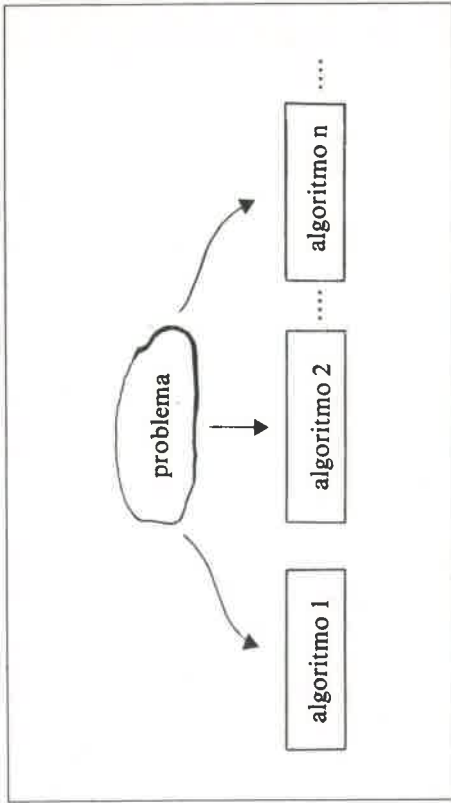 problema
algoritmo 1
algoritmo 2
....
algoritmo n
....